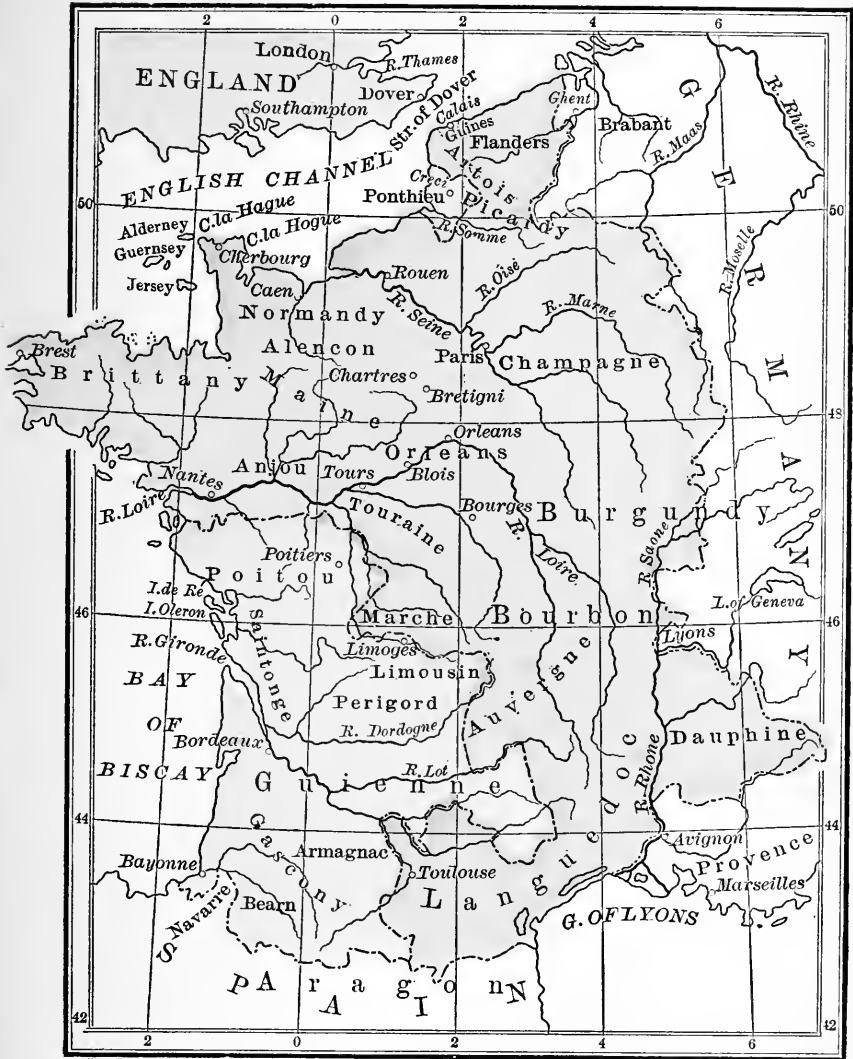 2 0 2 4 6
London
R. Thames
ENGLAND
Dover
Southampton
Str. of Dover
Calais
Guines
Ghent
Flanders
Brabant
R. Maas
R. Rhine
GERMANY
ENGLISH CHANNEL
Artois
Creci
Ponthieu
Picardy
50
50
Alderney
C. la Hague
C. la Hogue
Guernsey
Cherbourg
Jersey
R. Somme
R. Moselle
Caen
Rouen
R. Oise
Normandy
R. Seine
R. Marne
Alencon
Paris
Champagne
Brest
Brittany
Maine
Chartres
Bretigni
48
48
Orleans
Orleans
Anjou
Tours
Blois
Nantes
R. Loire
Touraine
Bourges
R. Loire
Burgundy
R. Saone
Poitiers
Poitou
I. de Ré
I. Oleron
46
46
Marche
Bourbon
L. of Geneva
Lyons
Saintonge
Limoges
R. Gironde
Limousin
Auvergne
Perigord
BAY
OF
BISCAY
R. Dordogne
Dauphine
Bordeaux
R. Lot
Guienne
R. Rhone
44
44
Gascony
Armagnac
Languedoc
Avignon
Provence
Bayonne
Toulouse
Marseilles
Navarre
Bearn
G. OF LYONS
Aragon
SPAIN
42
42
2 0 2 4 6